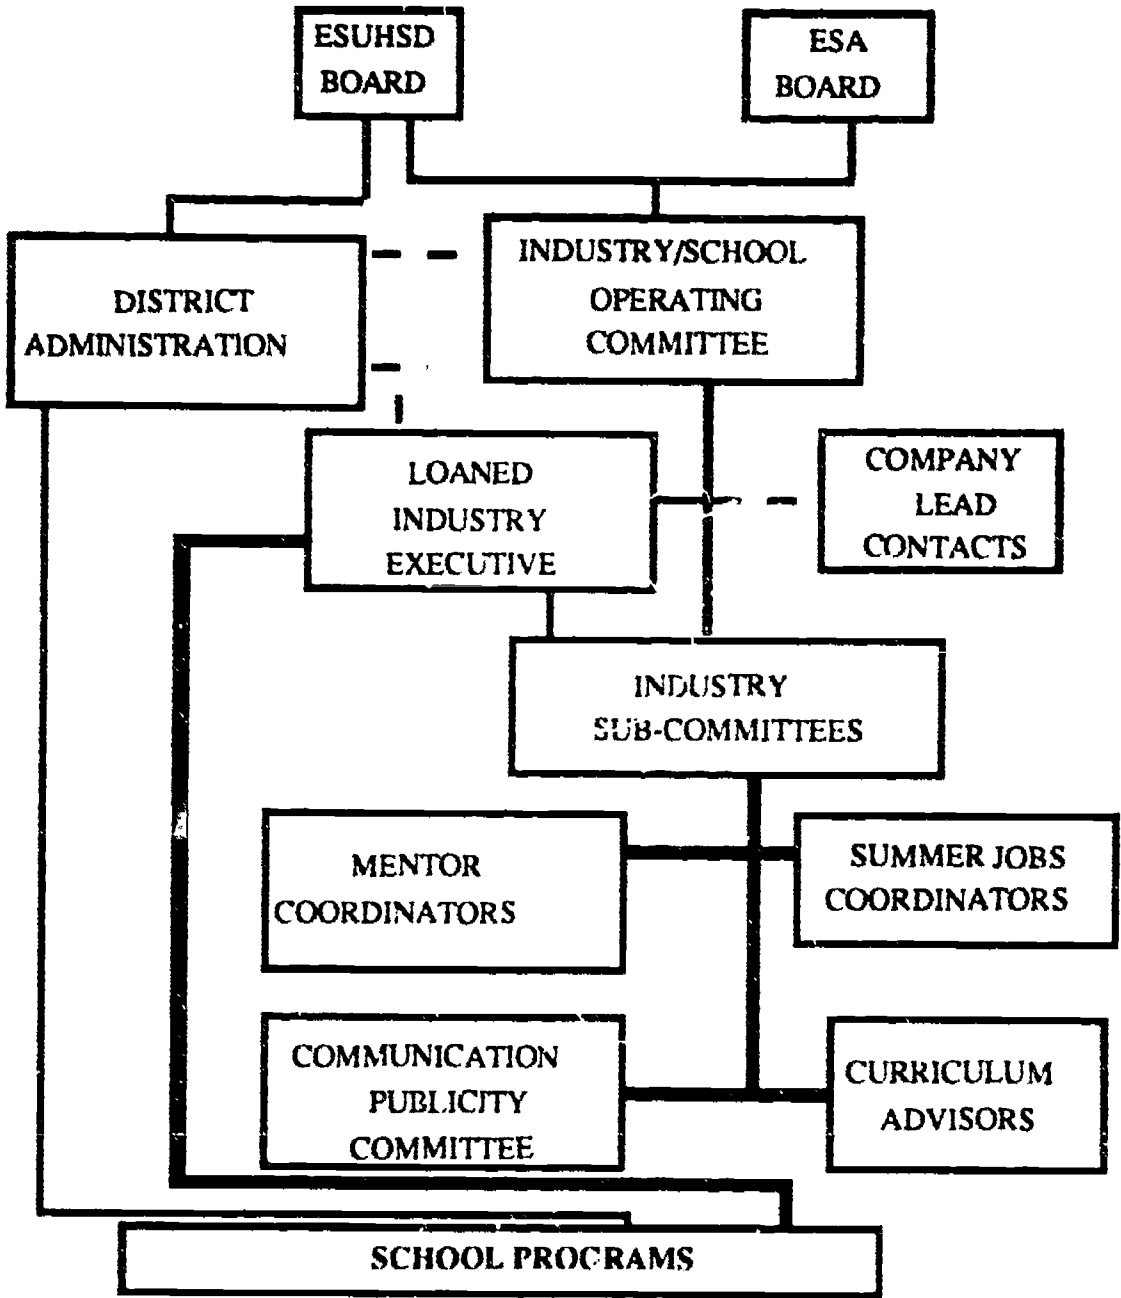 ESUHSD
BOARD
ESA
BOARD
DISTRICT
ADMINISTRATION
INDUSTRY/SCHOOL
OPERATING
COMMITTEE
LOANED
INDUSTRY
EXECUTIVE
COMPANY
LEAD
CONTACTS
INDUSTRY
SUB-COMMITTEES
MENTOR
COORDINATORS
SUMMER JOBS
COORDINATORS
COMMUNICATION
PUBLICITY
COMMITTEE
CURRICULUM
ADVISORS
SCHOOL PROGRAMS